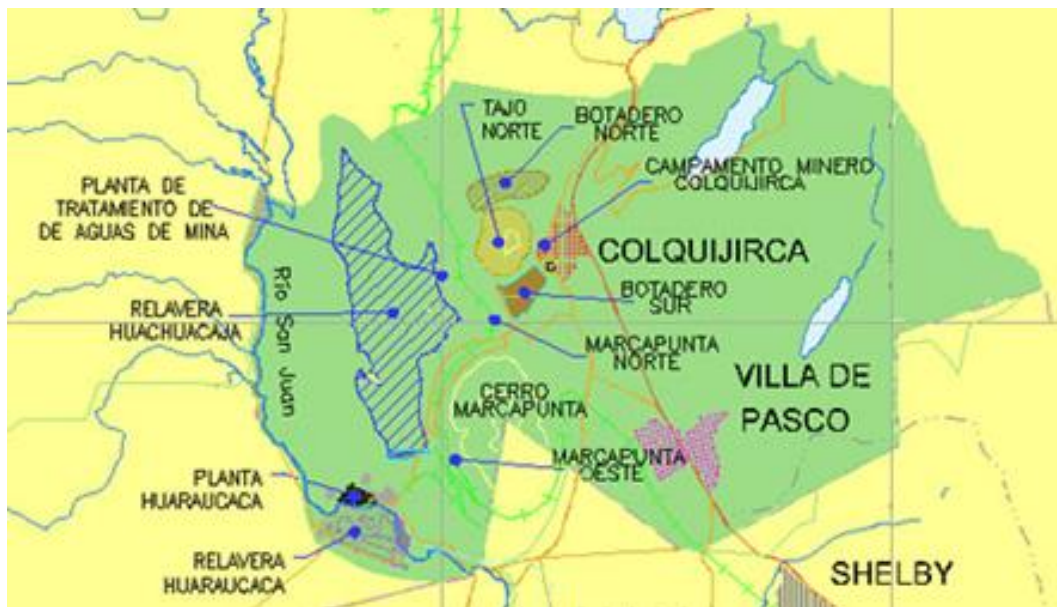 TAJO
NORTE
BOTADERO
NORTE
CAMPAMENTO MINERO
COLQUIJIRCA
PLANTA DE
TRATAMIENTO DE
DE AGUAS DE MINA
COLQUIJIRCA
RELAVERA
HUACHUACAJA
Río San Juan
BOTADERO
SUR
MARCAPUNTA
NORTE
VILLA DE
PASCO
CERRO
MARCAPUNTA
MARCAPUNTA
OESTE
PLANTA
HUARAUCACA
RELAVERA
HUARAUCACA
SHELBY